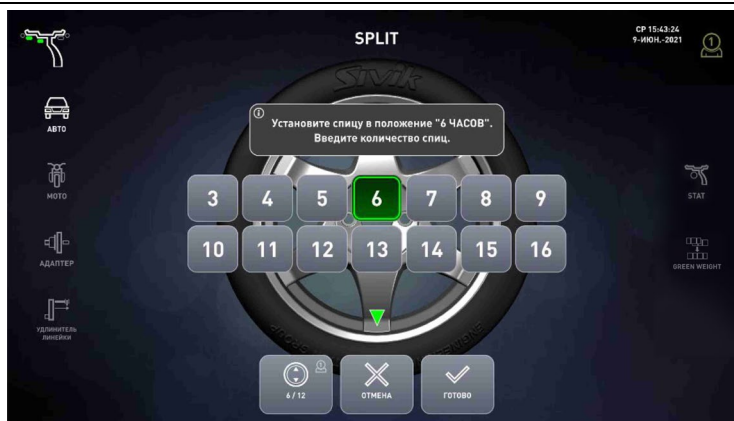 SPLIT
СР 15:43:24
9-ИЮН.-2021
1
Sivik
Установите спицу в положение "6 ЧАСОВ".
Введите количество спиц.
АВТО
МОТО
АДАПТЕР
УДЛИНИТЕЛЬ
ЛИНЕЙКИ
3 4 5 6 7 8 9
10 11 12 13 14 15 16
STAT
GREEN WEIGHT
6 / 12
ОТМЕНА
ГОТОВО